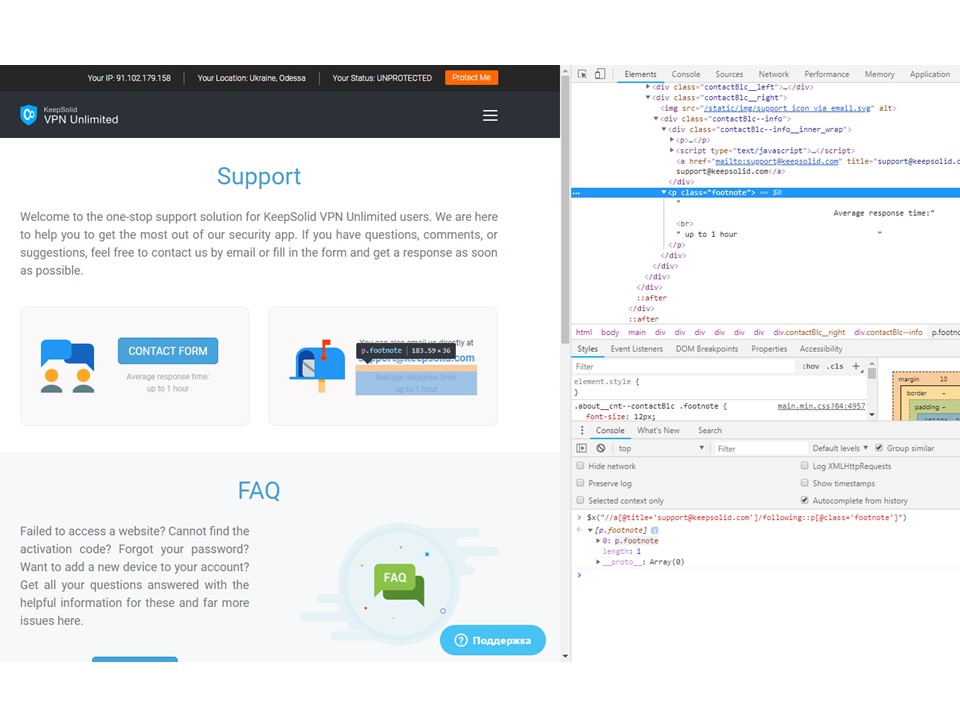 Your IP: 91.102.179.158
Your Location: Ukraine, Odessa
Your Status: UNPROTECTED
Protect Me
KeepSolid
VPN Unlimited
Support
Welcome to the one-stop support solution for KeepSolid VPN Unlimited users. We are here
to help you to get the most out of our security app. If you have questions, comments, or
suggestions, feel free to contact us by email or fill in the form and get a response as soon
as possible.
CONTACT FORM
Average response time:
up to 1 hour
p.footnote | 183.59 × 36
Average response time:
up to 1 hour
FAQ
Failed to access a website? Cannot find the
activation code? Forgot your password?
Want to add a new device to your account?
Get all your questions answered with the
helpful information for these and far more
issues here.
FAQ
Поддержка
Elements Console Sources Network Performance Memory Application
<div class="contactBlc__left">…</div>
<div class="contactBlc__right">
<img src="/static/img/support_icon_via_email.svg" alt>
<div class="contactBlc--info">
<div class="contactBlc--info__inner_wrap">
<p>…</p>
<script type="text/javascript">…</script>
<a href="mailto:support@keepsolid.com" title="support@keepsolid.c
support@keepsolid.com</a>
</div>
<p class="footnote"> == $0
"
Average response time:"
<br>
" up to 1 hour "
</p>
</div>
</div>
</div>
</div>
::after
</div>
::after
html body main div div div div div div div.contactBlc__right div.contactBlc--info p.footno
Styles Event Listeners DOM Breakpoints Properties Accessibility
Filter :hov .cls +
element.style {
}
.about__cnt--contactBlc .footnote { main.min.css?84:4957
font-size: 12px;
margin 10
border –
padding –
Console What's New Search
top Filter Default levels ▼ Group similar
Hide network Log XMLHttpRequests
Preserve log Show timestamps
Selected context only Autocomplete from history
> $x("//a[@title='support@keepsolid.com']/following::p[@class='footnote']")
[p.footnote]
0: p.footnote
length: 1
__proto__: Array(0)
>